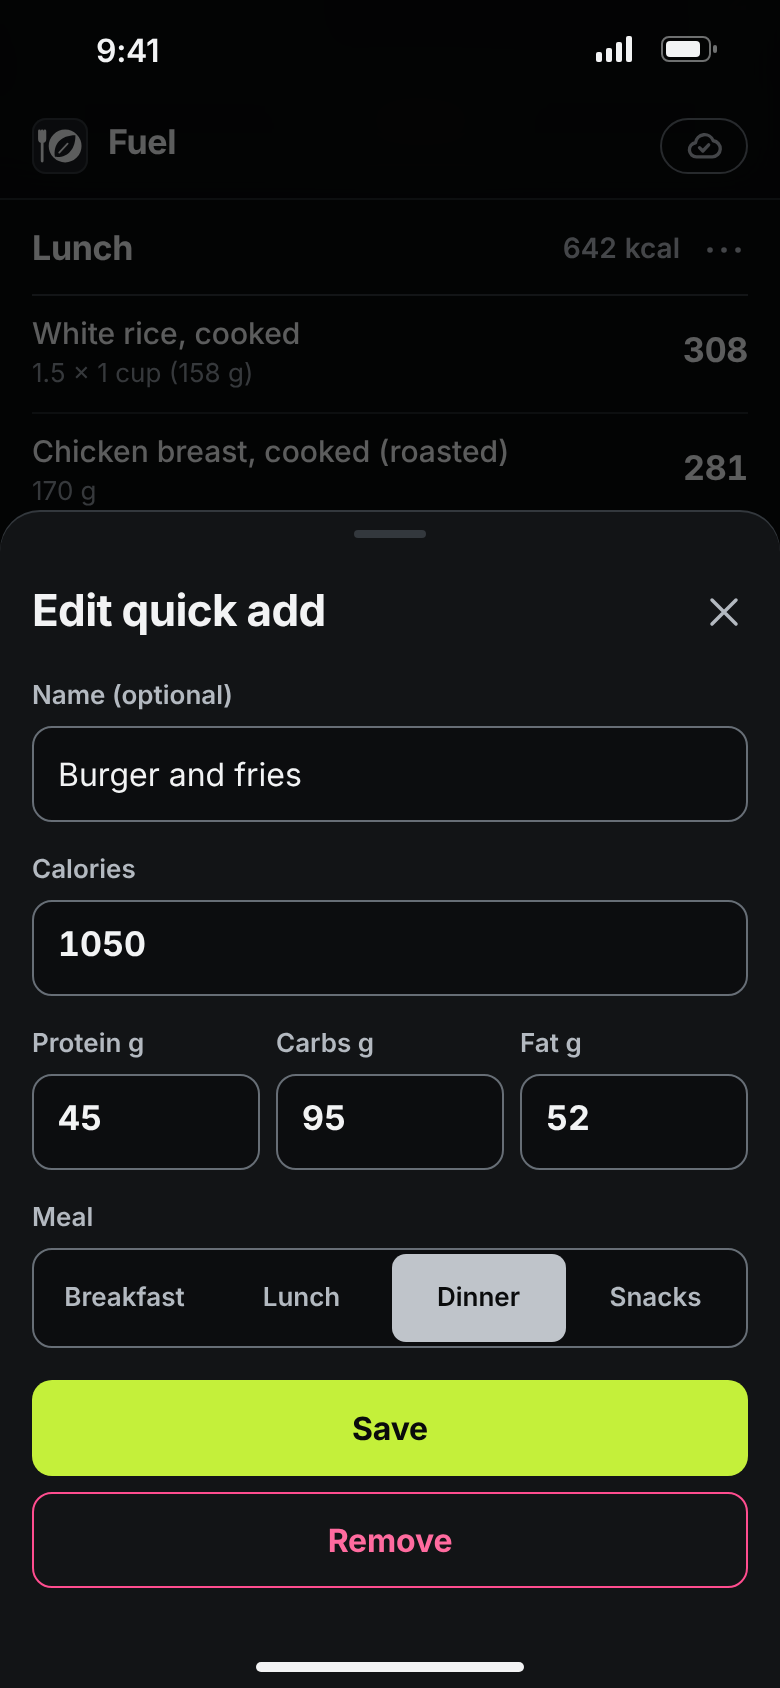 9:41
Fuel
Lunch 642 kcal ...
White rice, cooked 308
1.5 × 1 cup (158 g)
Chicken breast, cooked (roasted) 281
170 g
Edit quick add
Name (optional)
Burger and fries
Calories
1050
Protein g Carbs g Fat g
45 95 52
Meal
Breakfast Lunch Dinner Snacks
Save
Remove